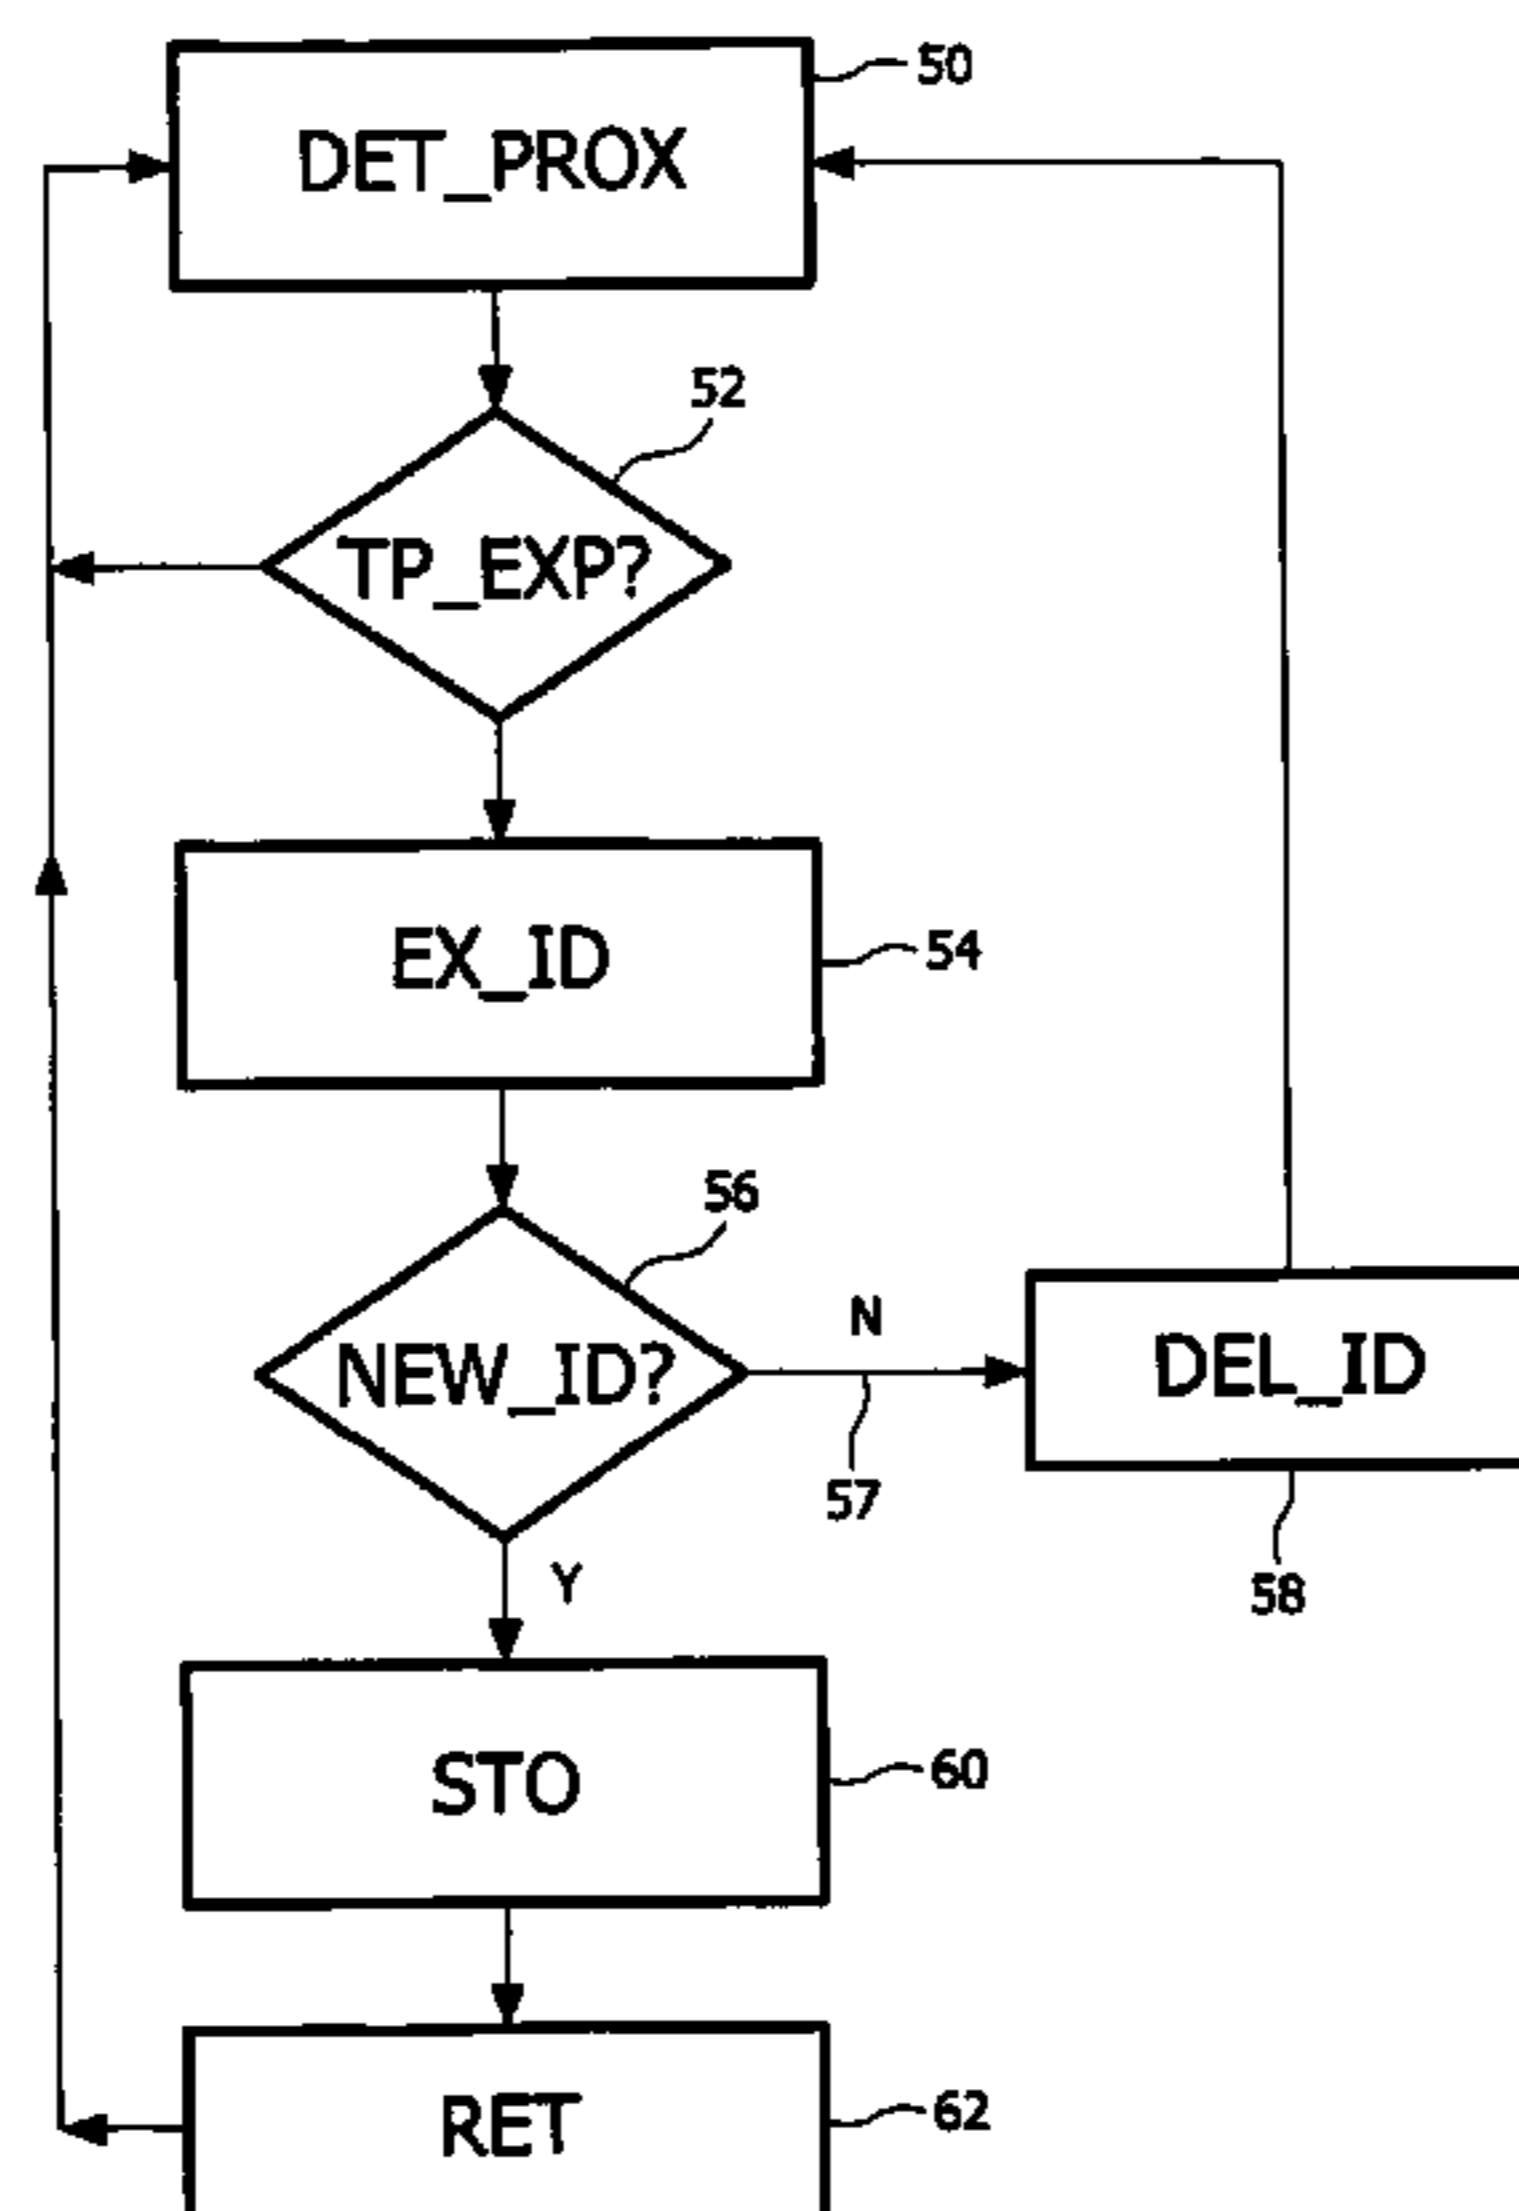 50
DET_PROX
52
TP_EXP?
EX_ID
54
56
N
NEW_ID?
DEL_ID
57
Y
58
STO
60
RET
62